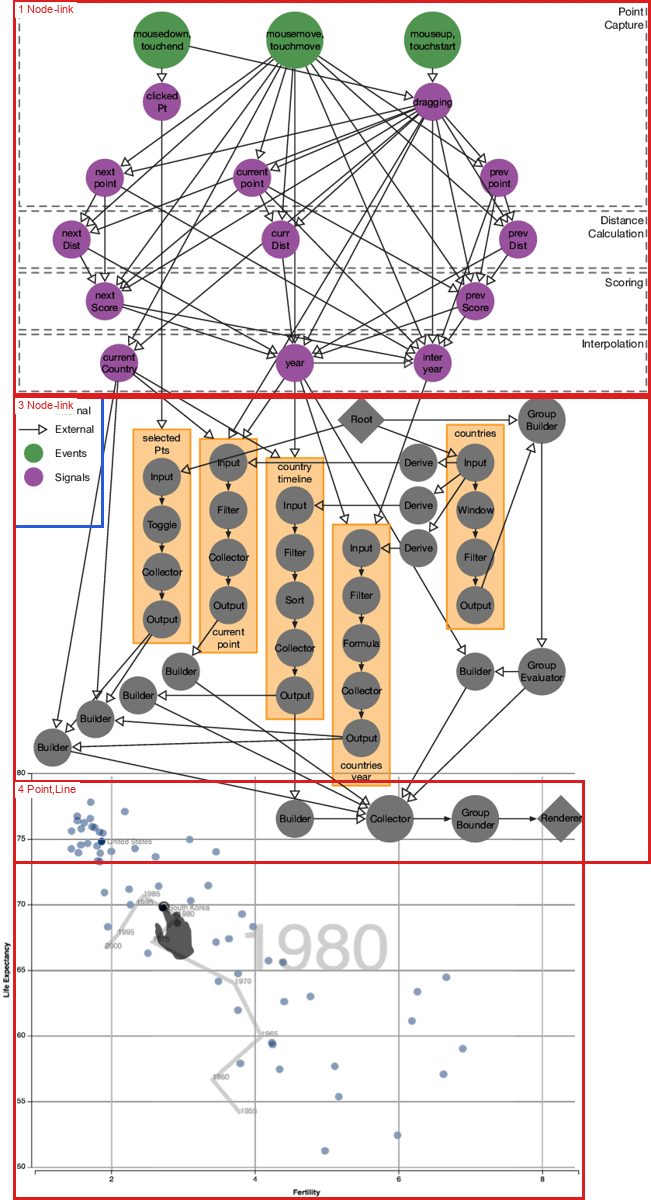 1 Node-link
Point
Capture
mousedown,
touchend
mousemove,
touchmove
mouseup,
touchstart
clicked
Pt
dragging
next
point
current
point
prev
point
Distance
Calculation
next
Dist
curr
Dist
prev
Dist
Scoring
next
Score
prev
Score
Interpolation
current
Country
year
inter
year
3 Node-link
nal
External
Events
Signals
Root
Group
Builder
selected
Pts
Input
Toggle
Collector
Output
Input
Filter
Collector
Output
current
point
country
timeline
Input
Filter
Sort
Collector
Output
Input
Filter
Formula
Collector
Output
countries
year
Derive
Derive
Derive
countries
Input
Window
Filter
Output
Builder
Builder
Builder
Builder
Builder
Group
Evaluator
Builder
Collector
Group
Bounder
Renderer
4 Point,Line
80
75
70
65
60
55
50
Life Expectancy
United States
1985
1990
South Korea
1980
1975
1995
2000
1980
1970
1965
1960
1955
2
4
6
8
Fertility